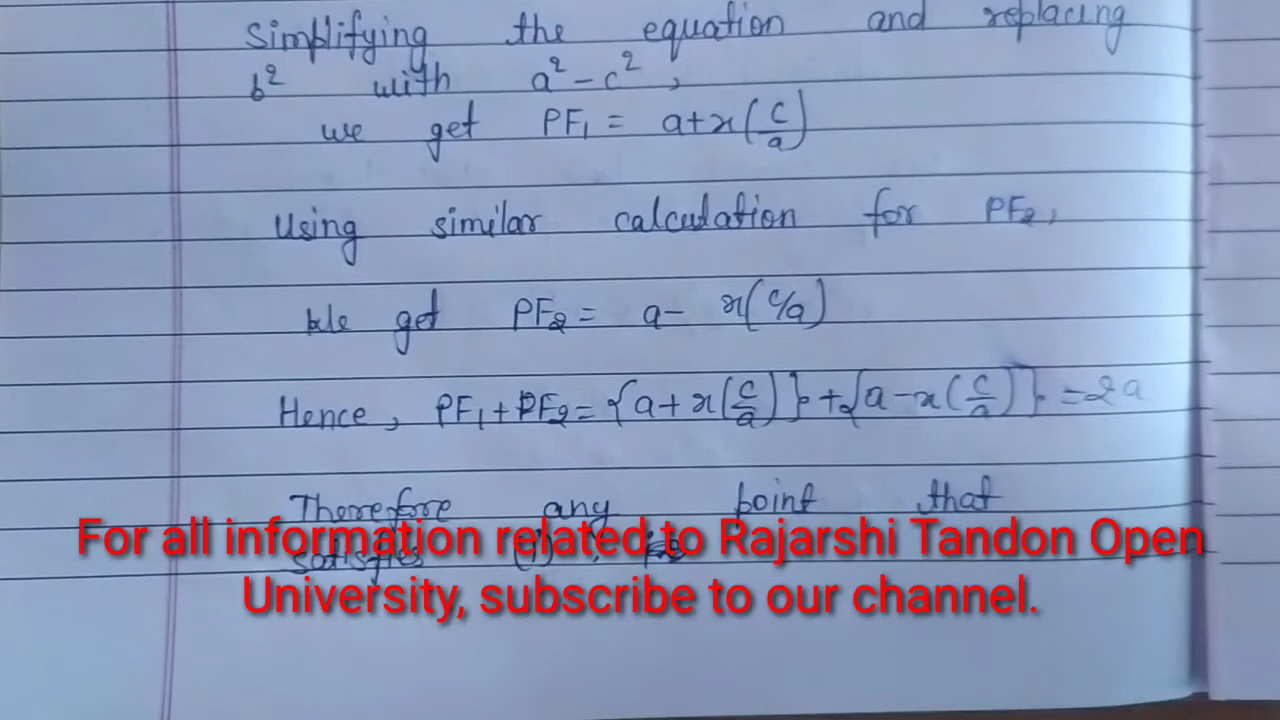 Simplifying the equation and replacing
b² with a² - c²,
we get PF₁ = a+x(c/a)
Using similar calculation for PF₂,
We get PF₂ = a- x(c/a)
Hence, PF₁+PF₂= {a+x(c/a)}+{a-x(c/a)} =2a
Therefore any point that
satisfies (i)
For all information related to Rajarshi Tandon Open
University, subscribe to our channel.